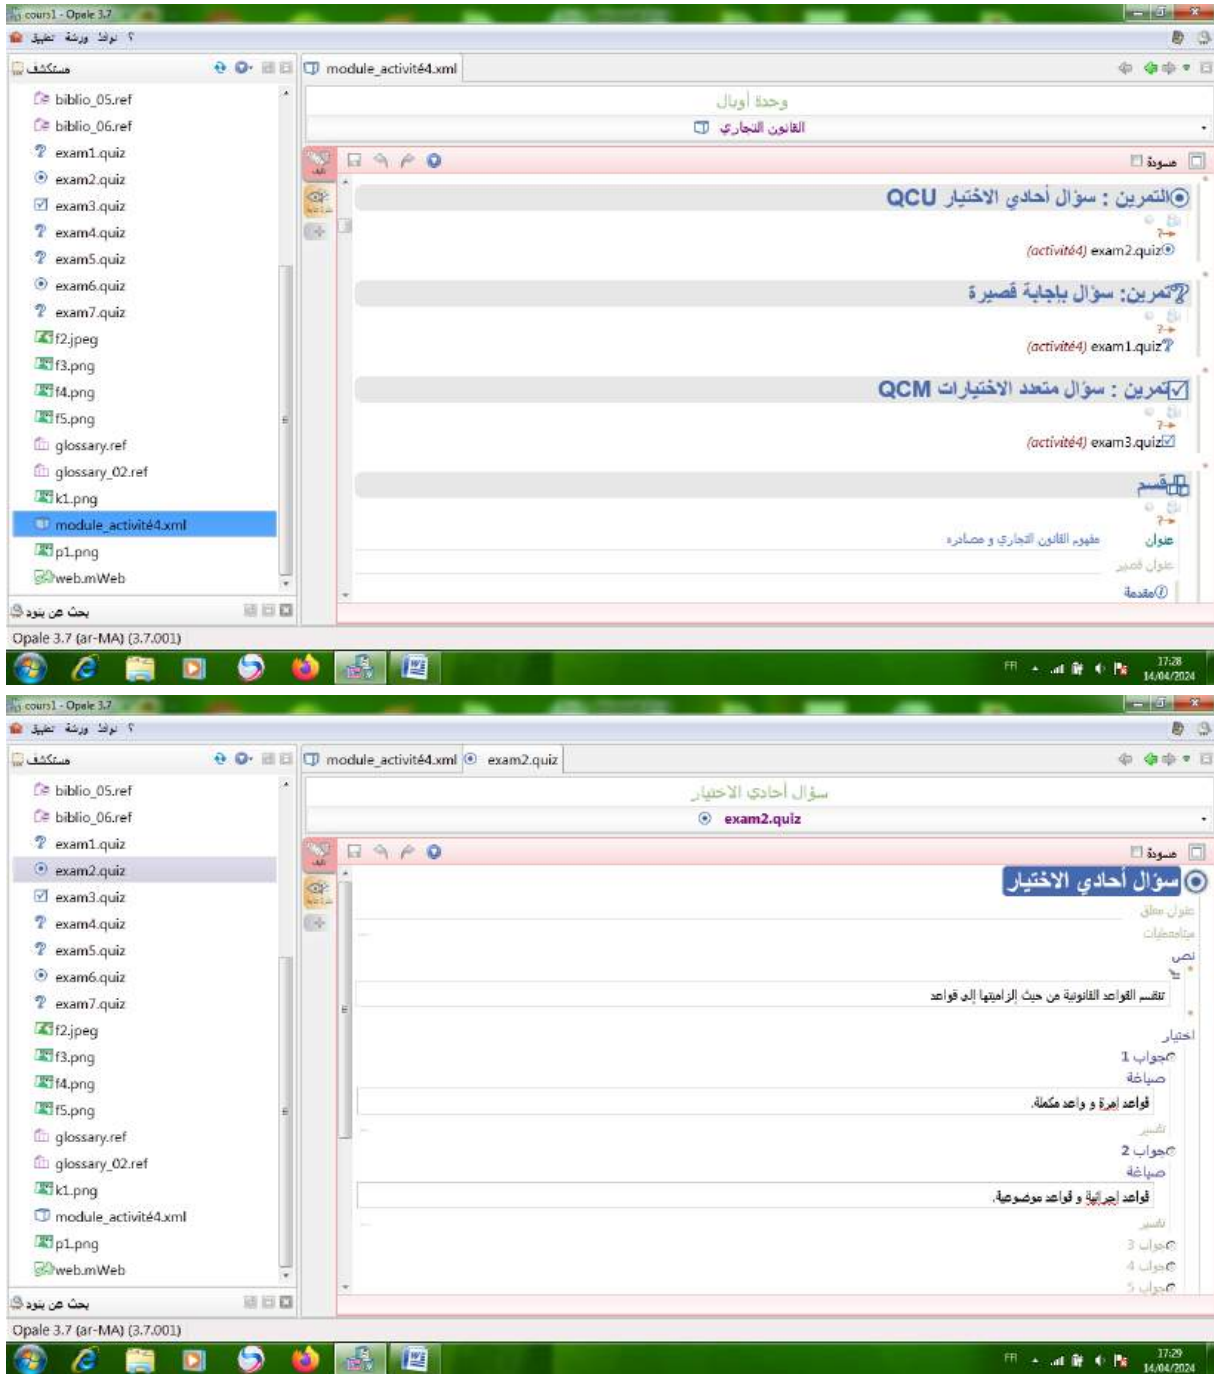 cours1 - Opale 3.7
تطبيق ورشة نوافذ ؟
مستكشف
module_activité4.xml
biblio_05.ref
biblio_06.ref
exam1.quiz
exam2.quiz
exam3.quiz
exam4.quiz
exam5.quiz
exam6.quiz
exam7.quiz
f2.jpeg
f3.png
f4.png
f5.png
glossary.ref
glossary_02.ref
k1.png
module_activité4.xml
p1.png
web.mWeb
بحث عن بنود
وحدة أوبال
القانون التجاري
مسودة
التمرين : سؤال أحادي الاختيار QCU
(activité4) exam2.quiz
تمرين: سؤال بإجابة قصيرة
(activité4) exam1.quiz
تمرين : سؤال متعدد الاختيارات QCM
(activité4) exam3.quiz
قسم
عنوان
مفهوم القانون التجاري و مصادره
عنوان قصير
مقدمة
Opale 3.7 (ar-MA) (3.7.001)
FR
17:28
14/04/2024
cours1 - Opale 3.7
تطبيق ورشة نوافذ ؟
مستكشف
module_activité4.xml
exam2.quiz
biblio_05.ref
biblio_06.ref
exam1.quiz
exam2.quiz
exam3.quiz
exam4.quiz
exam5.quiz
exam6.quiz
exam7.quiz
f2.jpeg
f3.png
f4.png
f5.png
glossary.ref
glossary_02.ref
k1.png
module_activité4.xml
p1.png
web.mWeb
بحث عن بنود
سؤال أحادي الاختيار
exam2.quiz
مسودة
سؤال أحادي الاختيار
عنوان معلق
ميتامعطيات
نص
تنقسم القواعد القانونية من حيث إلزاميتها إلى قواعد
اختيار
جواب 1
صياغة
قواعد امرة و واعد مكملة.
تفسير
جواب 2
صياغة
قواعد إجرائية و قواعد موضوعية.
تفسير
جواب 3
جواب 4
جواب 5
Opale 3.7 (ar-MA) (3.7.001)
FR
17:29
14/04/2024